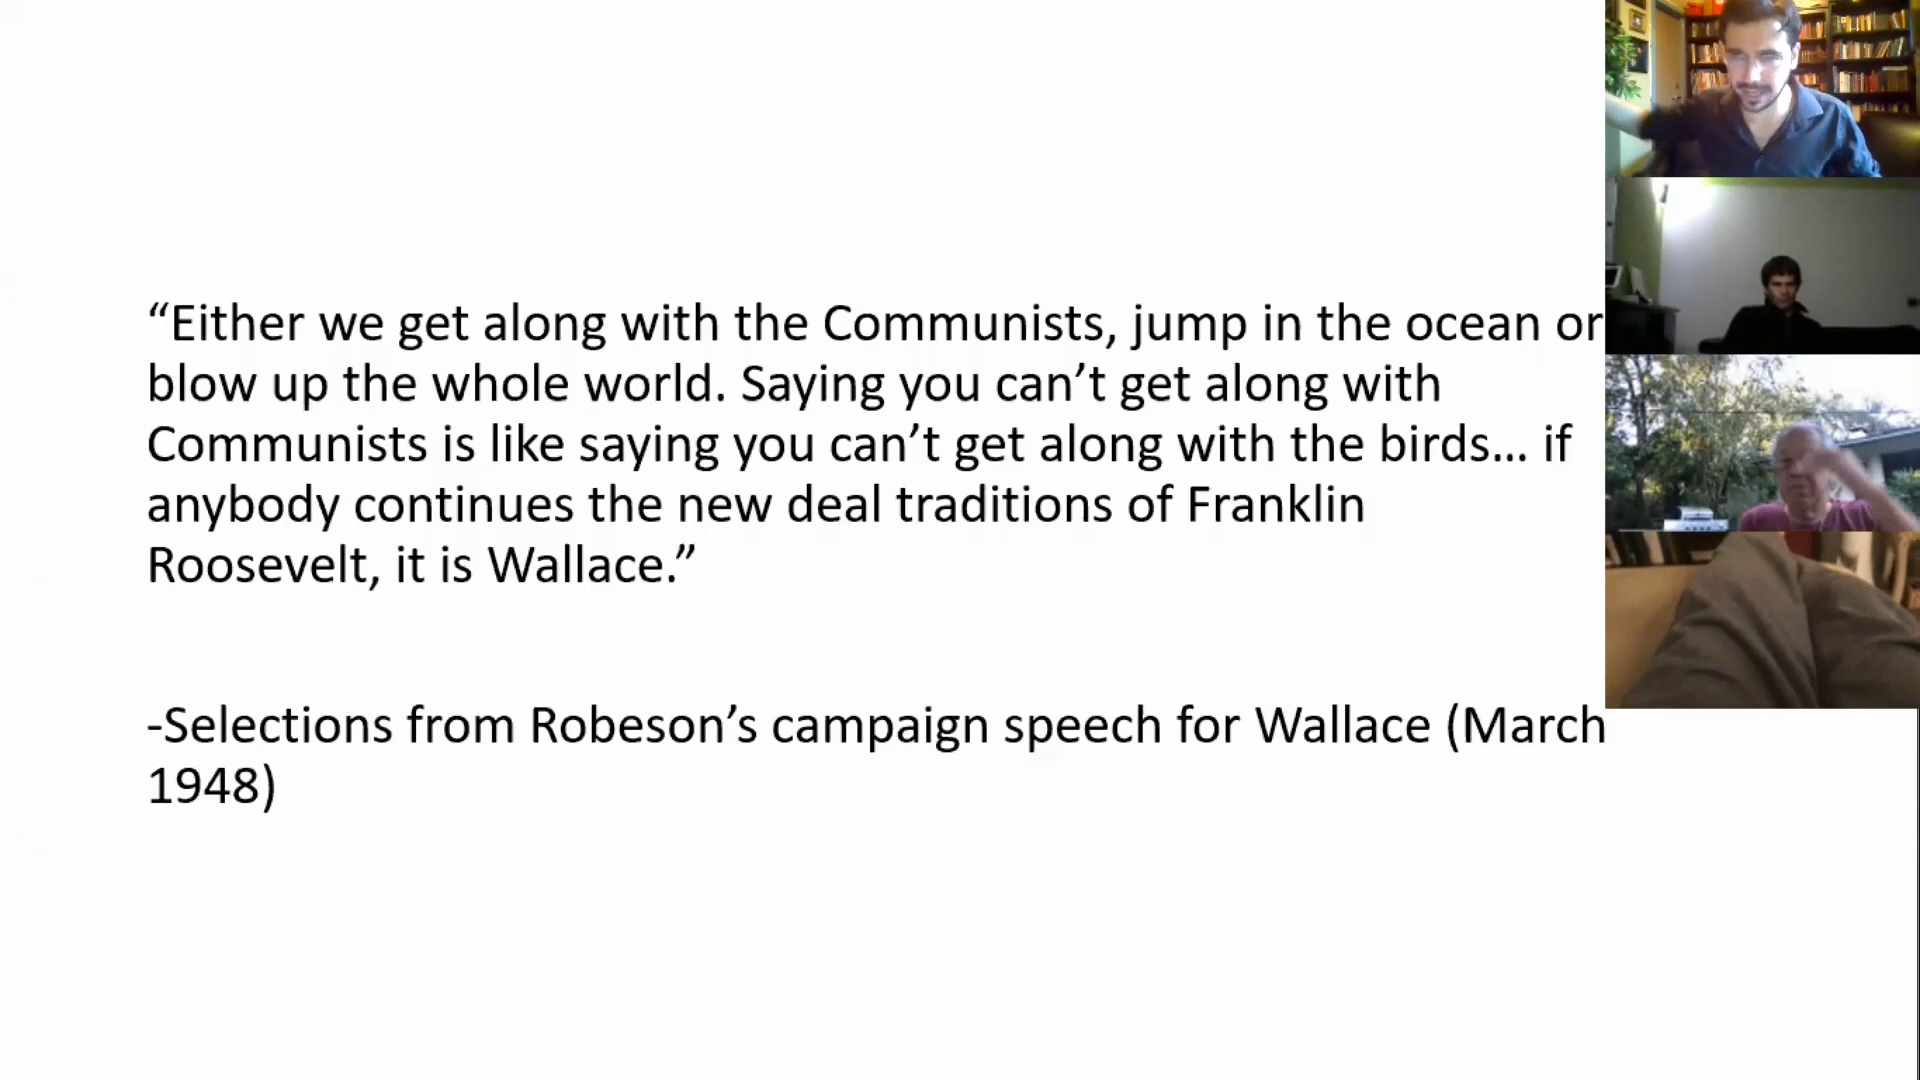 “Either we get along with the Communists, jump in the ocean or
blow up the whole world. Saying you can’t get along with
Communists is like saying you can’t get along with the birds... if
anybody continues the new deal traditions of Franklin
Roosevelt, it is Wallace.”
-Selections from Robeson’s campaign speech for Wallace (March
1948)